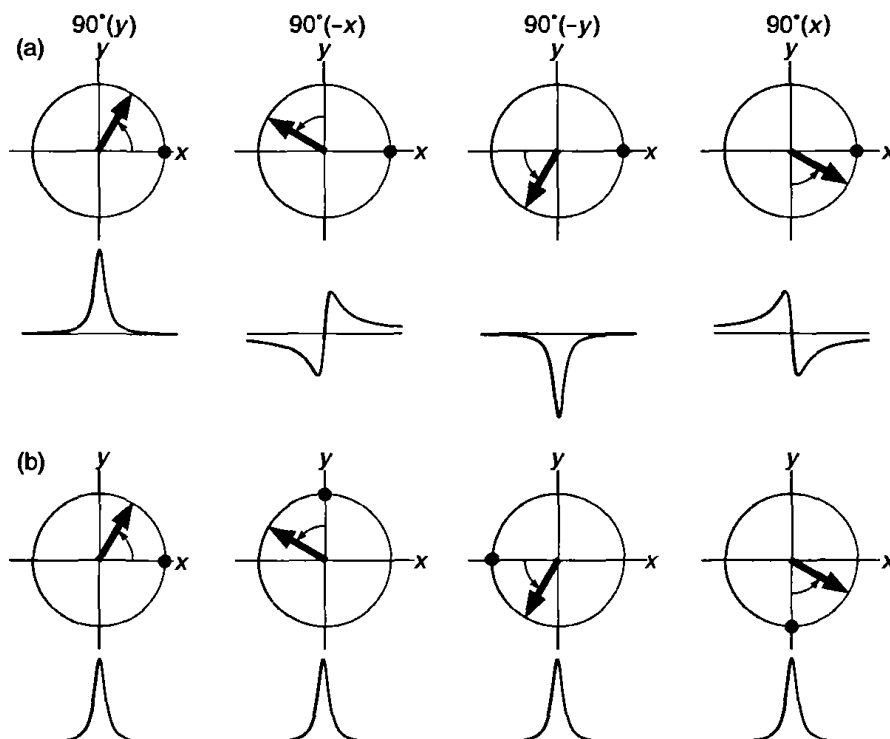 90°(y) 90°(-x) 90°(-y) 90°(x)
(a) y y y y
x x x x
(b) y y y y
x x x x